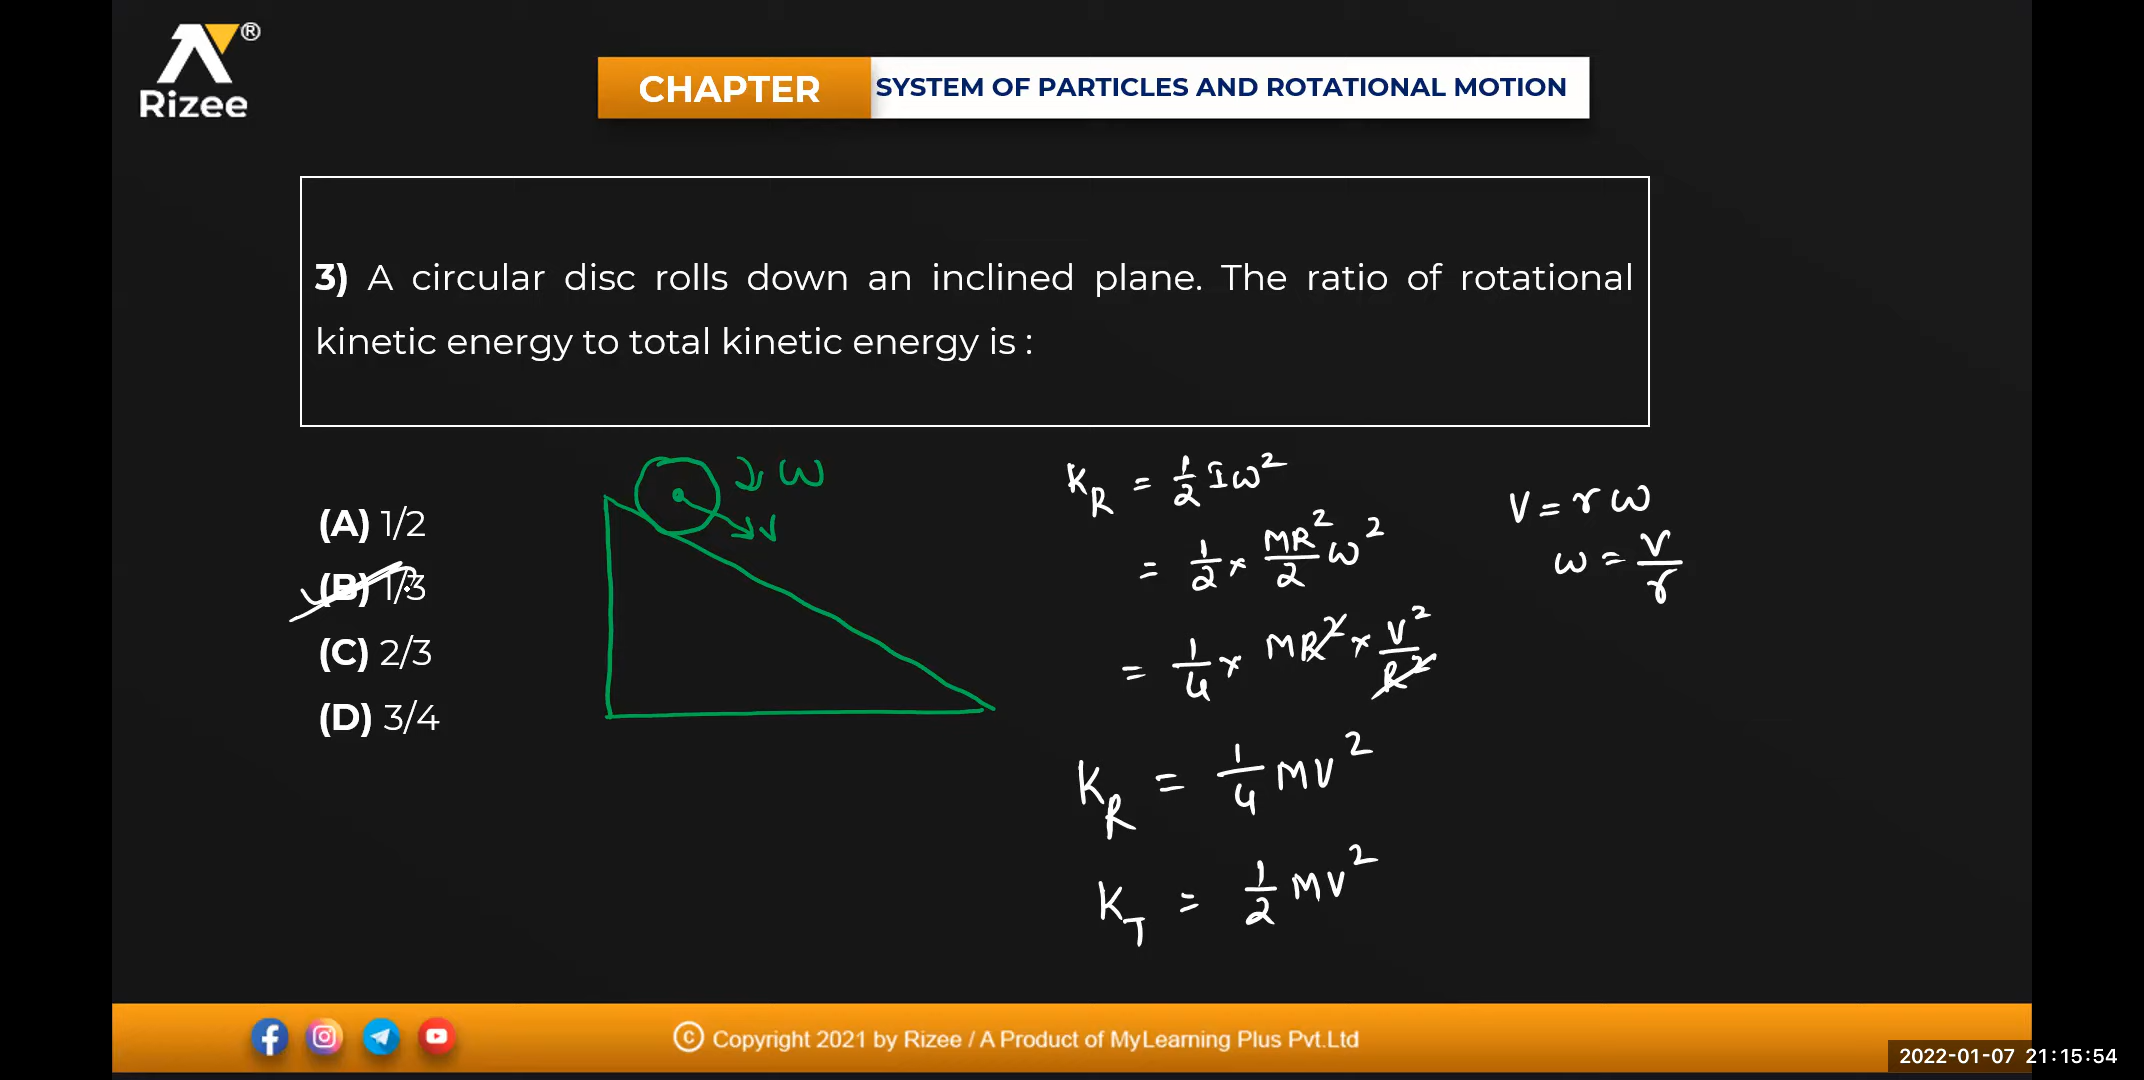 Rizee®
CHAPTER SYSTEM OF PARTICLES AND ROTATIONAL MOTION
3) A circular disc rolls down an inclined plane. The ratio of rotational
kinetic energy to total kinetic energy is :
(A) 1/2
(B) 1/3
(C) 2/3
(D) 3/4
ω
v
K_R = 1/2 Iω²
= 1/2 × MR²/2 ω²
= 1/4 × MR² × V²/R²
K_R = 1/4 MV²
K_T = 1/2 MV²
V = rω
ω = V/r
© Copyright 2021 by Rizee / A Product of MyLearning Plus Pvt.Ltd
2022-01-07 21:15:54